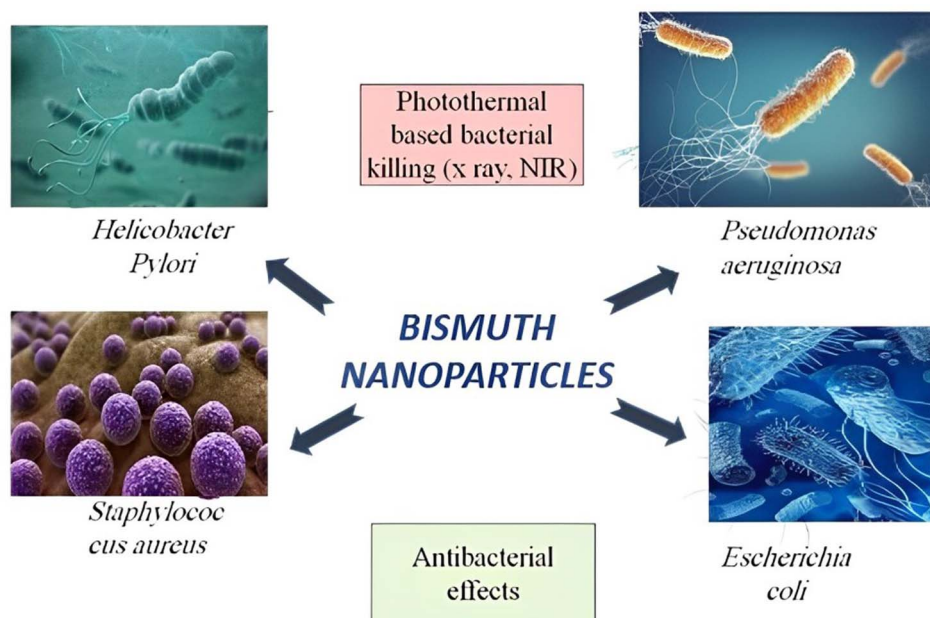 Photothermal
based bacterial
killing (x ray, NIR)
Helicobacter
Pylori
Pseudomonas
aeruginosa
BISMUTH
NANOPARTICLES
Staphylococ
cus aureus
Antibacterial
effects
Escherichia
coli